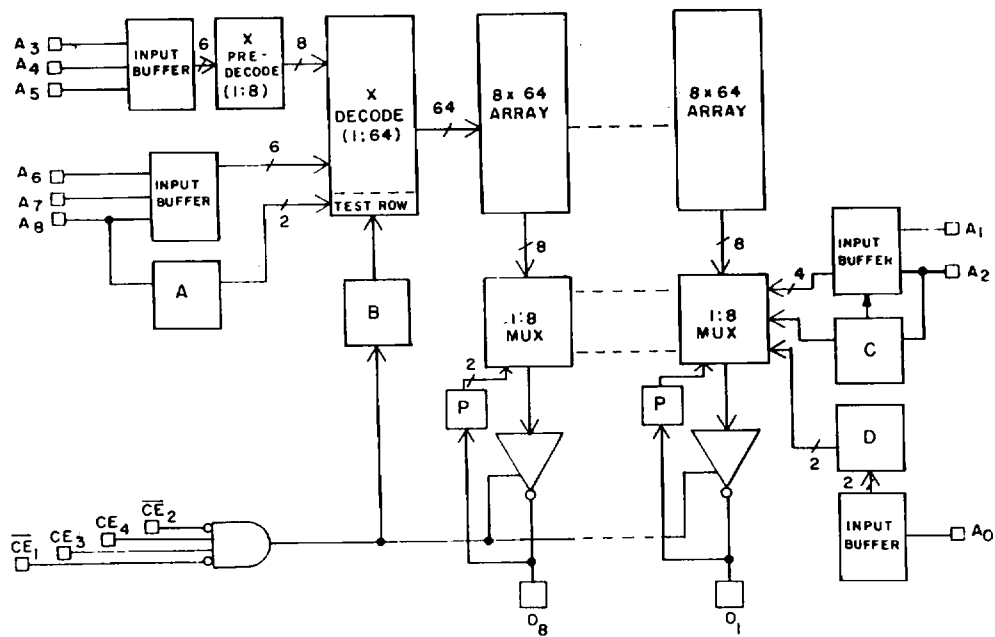 A3
A4
A5
INPUT
BUFFER
6
X
PRE-
DECODE
(1:8)
8
X
DECODE
(1:64)
TEST ROW
64
8 x 64
ARRAY
8 x 64
ARRAY
A6
A7
A8
INPUT
BUFFER
6
2
A
B
8
8
1:8
MUX
1:8
MUX
4
INPUT
BUFFER
A1
A2
C
2
P
P
D
2
2
INPUT
BUFFER
A0
CE2
CE4
CE3
CE1
O8
O1